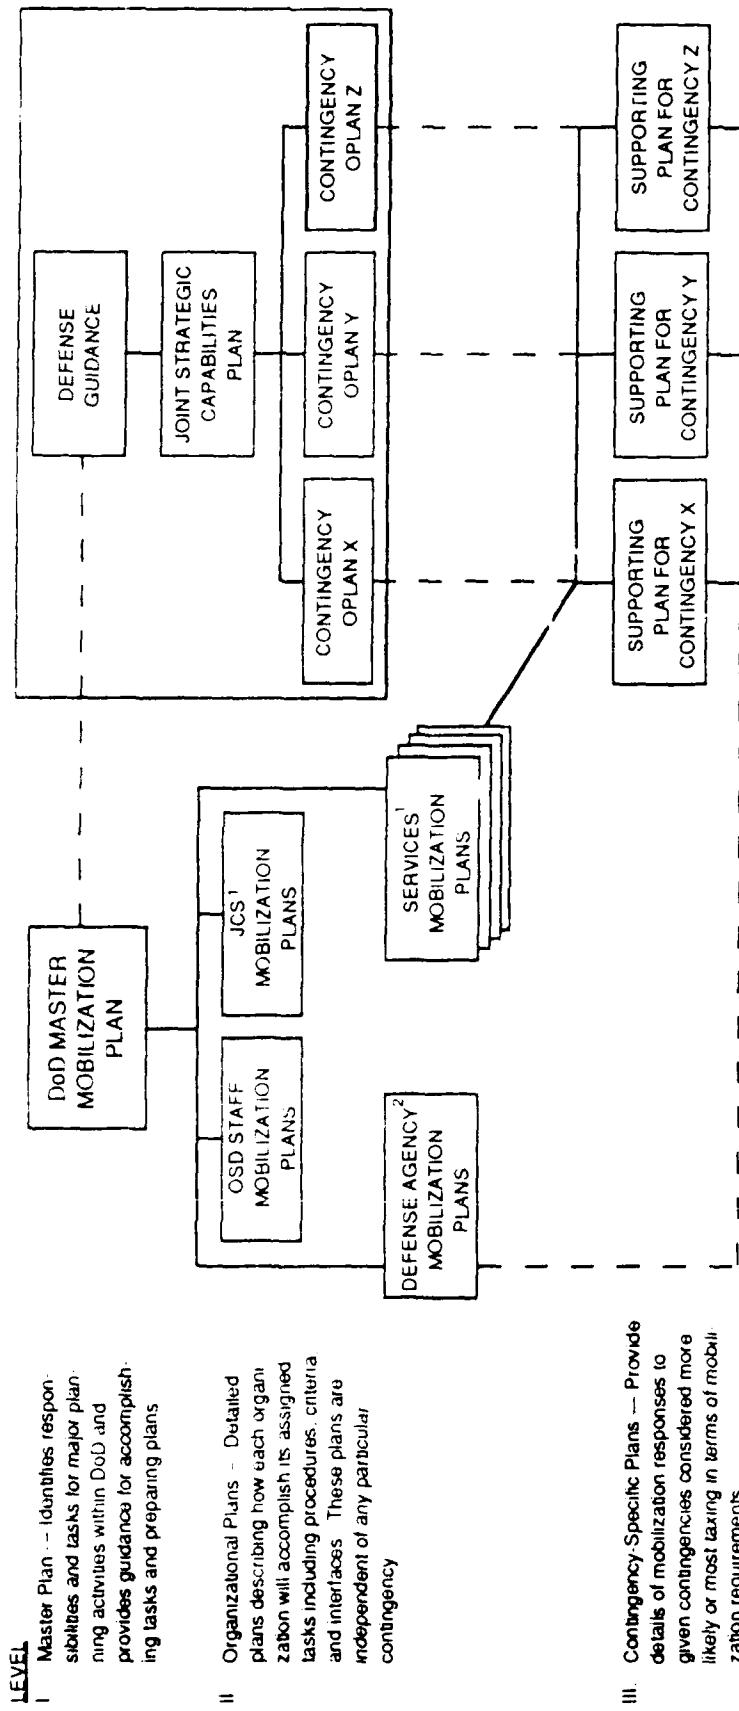 LEVEL
I Master Plan - - Identifies respon-
sibilities and tasks for major plan-
ning activities within DoD and
provides guidance for accomplish-
ing tasks and preparing plans
DoD MASTER
MOBILIZATION
PLAN
DEFENSE
GUIDANCE
JOINT STRATEGIC
CAPABILITIES
PLAN
II Organizational Plans - Detailed
plans describing how each organi
zation will accomplish its assigned
tasks including procedures, criteria
and interfaces These plans are
independent of any particular
contingency
OSD STAFF
MOBILIZATION
PLANS
JCS¹
MOBILIZATION
PLANS
CONTINGENCY
OPLAN X
CONTINGENCY
OPLAN Y
CONTINGENCY
OPLAN Z
DEFENSE AGENCY²
MOBILIZATION
PLANS
SERVICES¹
MOBILIZATION
PLANS
III. Contingency-Specific Plans — Provide
details of mobilization responses to
given contingencies considered more
likely or most taxing in terms of mobili-
zation requirements
SUPPORTING
PLAN FOR
CONTINGENCY X
SUPPORTING
PLAN FOR
CONTINGENCY Y
SUPPORTING
PLAN FOR
CONTINGENCY Z